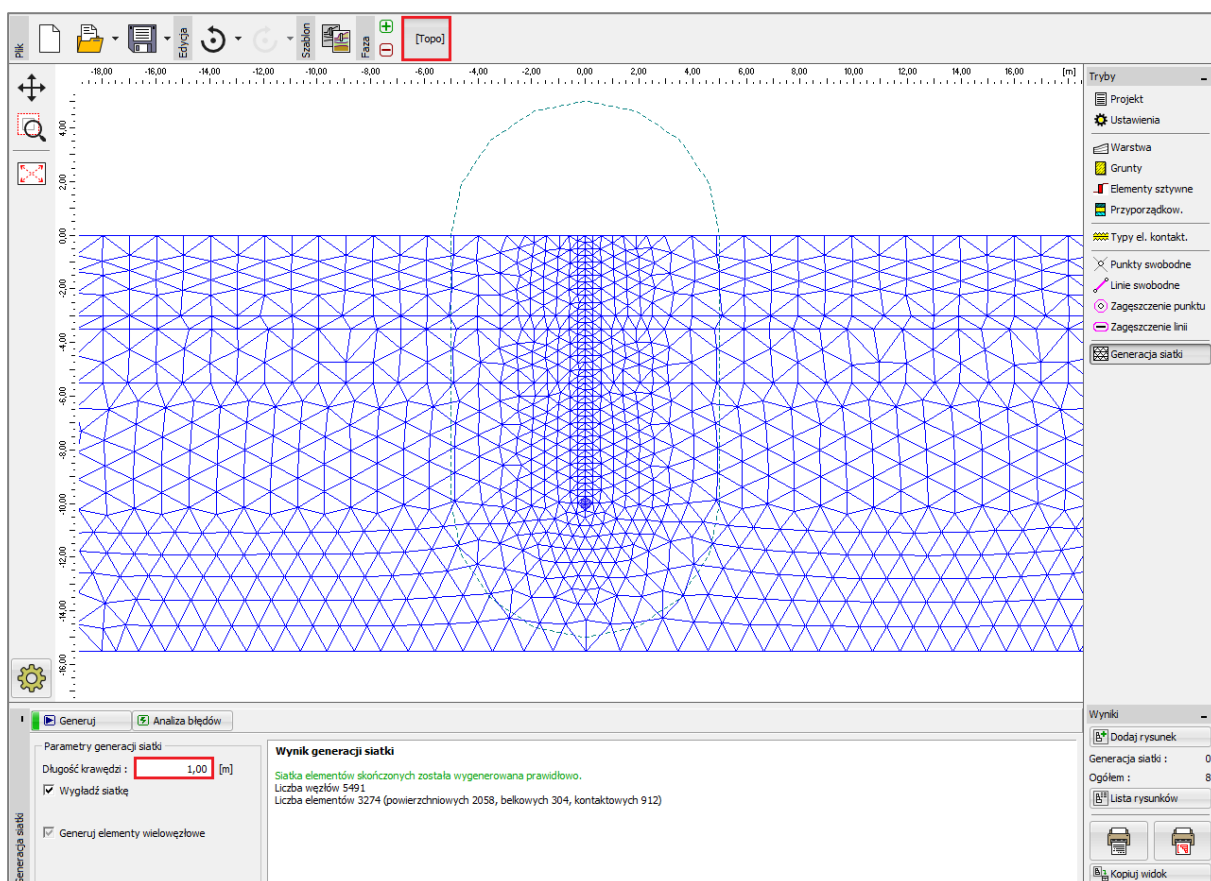 Plik
Edycja
Szablon
Faza
[Topo]
-18,00 -16,00 -14,00 -12,00 -10,00 -8,00 -6,00 -4,00 -2,00 0,00 2,00 4,00 6,00 8,00 10,00 12,00 14,00 16,00 [m]
4,00
2,00
0,00
-2,00
-4,00
-6,00
-8,00
-10,00
-12,00
-14,00
-16,00
Tryby
Projekt
Ustawienia
Warstwa
Grunty
Elementy sztywne
Przyporządkow.
Typy el. kontakt.
Punkty swobodne
Linie swobodne
Zagęszczenie punktu
Zagęszczenie linii
Generacja siatki
Generacja siatki
Generuj
Analiza błędów
Parametry generacji siatki
Długość krawędzi : 1,00 [m]
Wygładź siatkę
Generuj elementy wielowęzłowe
Wynik generacji siatki
Siatka elementów skończonych została wygenerowana prawidłowo.
Liczba węzłów 5491
Liczba elementów 3274 (powierzchniowych 2058, belkowych 304, kontaktowych 912)
Wyniki
Dodaj rysunek
Generacja siatki : 0
Ogółem : 8
Lista rysunków
Kopiuj widok